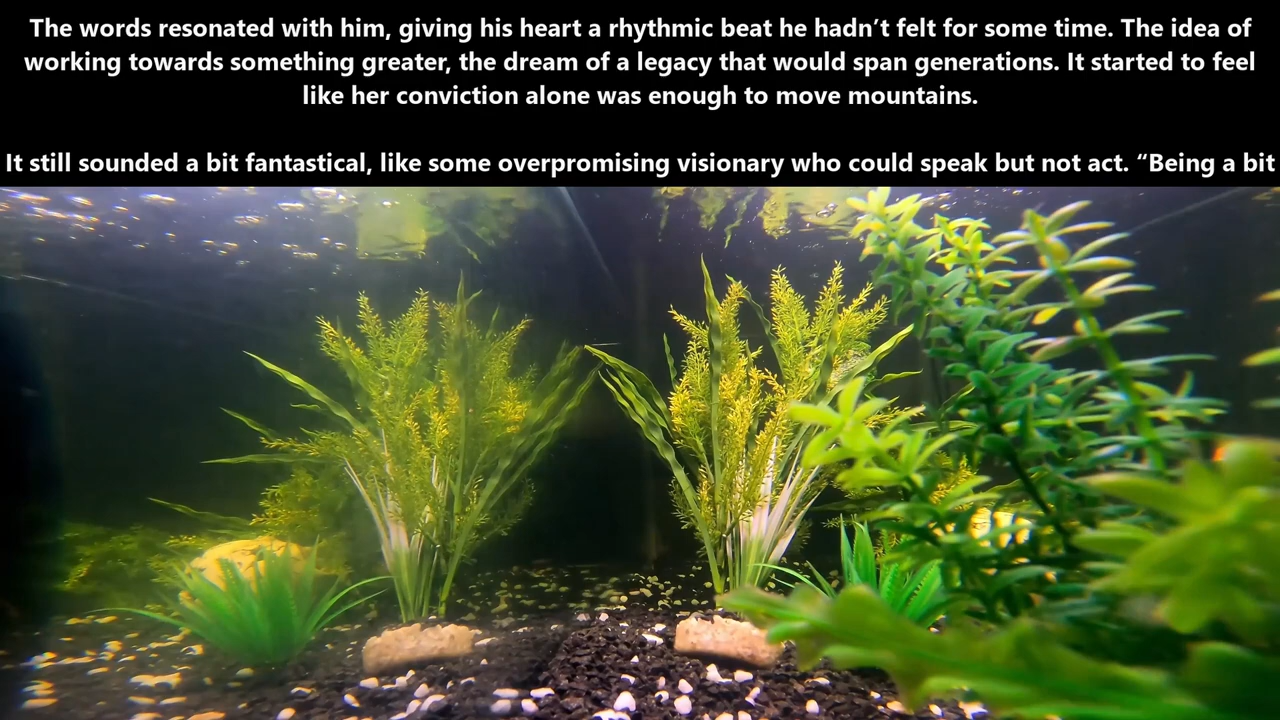 The words resonated with him, giving his heart a rhythmic beat he hadn’t felt for some time. The idea of
working towards something greater, the dream of a legacy that would span generations. It started to feel
like her conviction alone was enough to move mountains.
It still sounded a bit fantastical, like some overpromising visionary who could speak but not act. “Being a bit